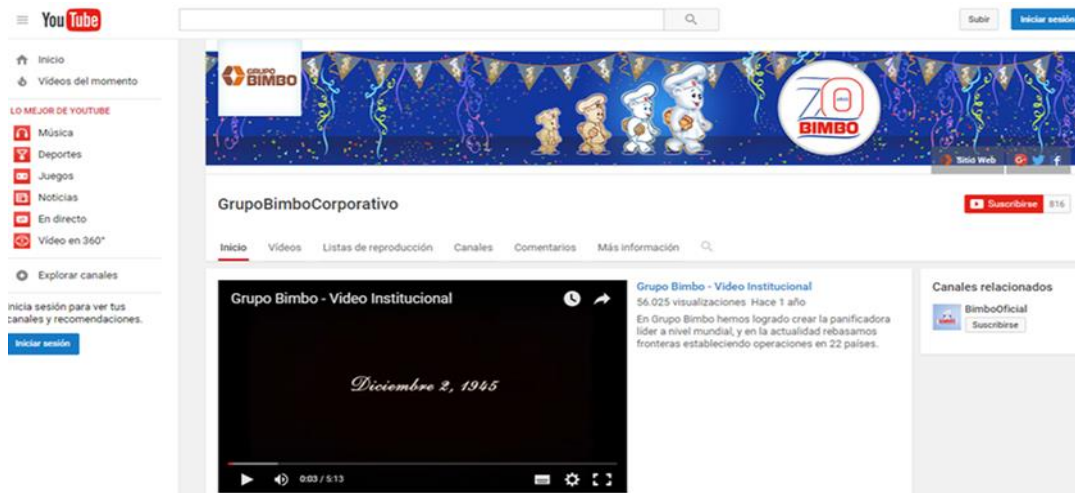 YouTube
Subir
Iniciar sesión
Inicio
Vídeos del momento
LO MEJOR DE YOUTUBE
Música
Deportes
Juegos
Noticias
En directo
Vídeo en 360°
Explorar canales
Inicia sesión para ver tus
canales y recomendaciones.
Iniciar sesión
GRUPO
BIMBO
70
años
BIMBO
Sitio Web
GrupoBimboCorporativo
Suscribirse 816
Inicio Vídeos Listas de reproducción Canales Comentarios Más información
Grupo Bimbo - Video Institucional
Diciembre 2, 1945
0:03 / 5:13
Grupo Bimbo - Video Institucional
56.025 visualizaciones Hace 1 año
En Grupo Bimbo hemos logrado crear la panificadora
líder a nivel mundial, y en la actualidad rebasamos
fronteras estableciendo operaciones en 22 países.
Canales relacionados
BimboOficial
Suscribirse